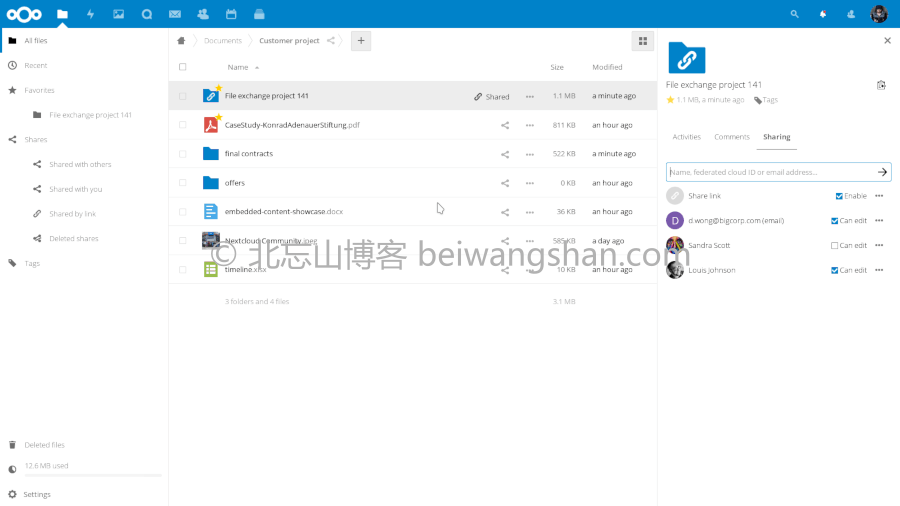 All files
Recent
Favorites
File exchange project 141
Shares
Shared with others
Shared with you
Shared by link
Deleted shares
Tags
Deleted files
12.6 MB used
Settings
Documents Customer project
Name Size Modified
File exchange project 141 Shared 1.1 MB a minute ago
CaseStudy-KonradAdenauerStiftung.pdf 811 KB an hour ago
final contracts 522 KB a minute ago
offers 0 KB an hour ago
embedded-content-showcase.docx 36 KB an hour ago
Nextcloud Community.jpeg 585 KB a day ago
© 北忘山博客 beiwangshan.com
timeline.xlsx 10 KB an hour ago
3 folders and 4 files 3.1 MB
File exchange project 141
1.1 MB, a minute ago Tags
Activities Comments Sharing
Name, federated cloud ID or email address...
Share link Enable
D d.wong@bigcorp.com (email) Can edit
Sandra Scott Can edit
Louis Johnson Can edit